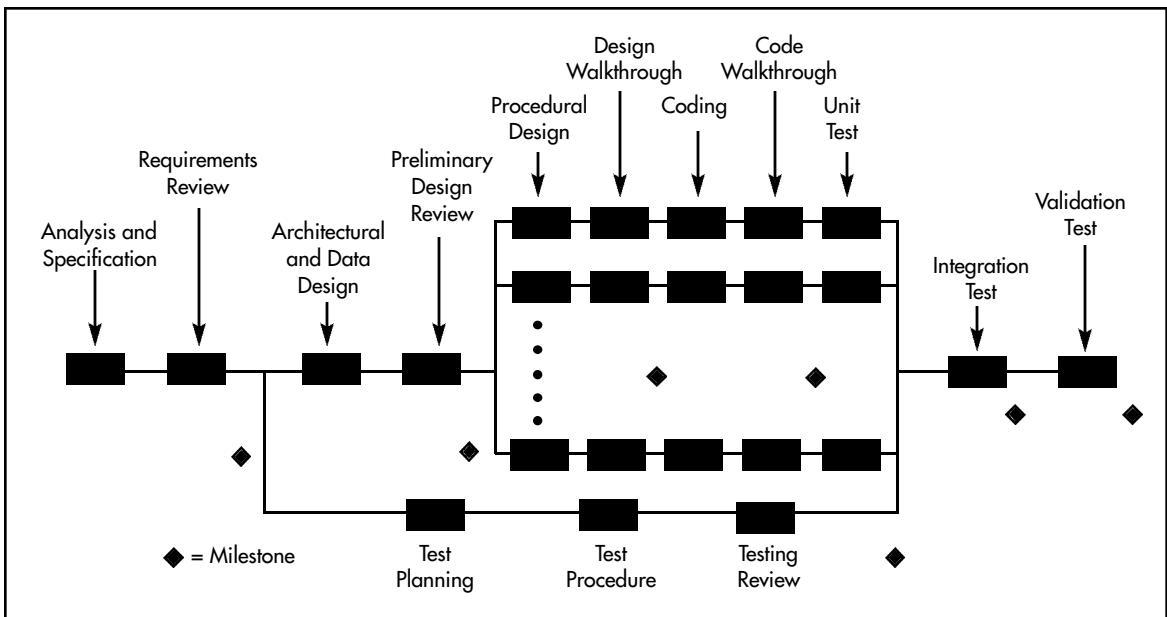 Design
Walkthrough
Code
Walkthrough
Procedural
Design
Coding
Unit
Test
Requirements
Review
Preliminary
Design
Review
Validation
Test
Analysis and
Specification
Architectural
and Data
Design
Integration
Test
= Milestone
Test
Planning
Test
Procedure
Testing
Review